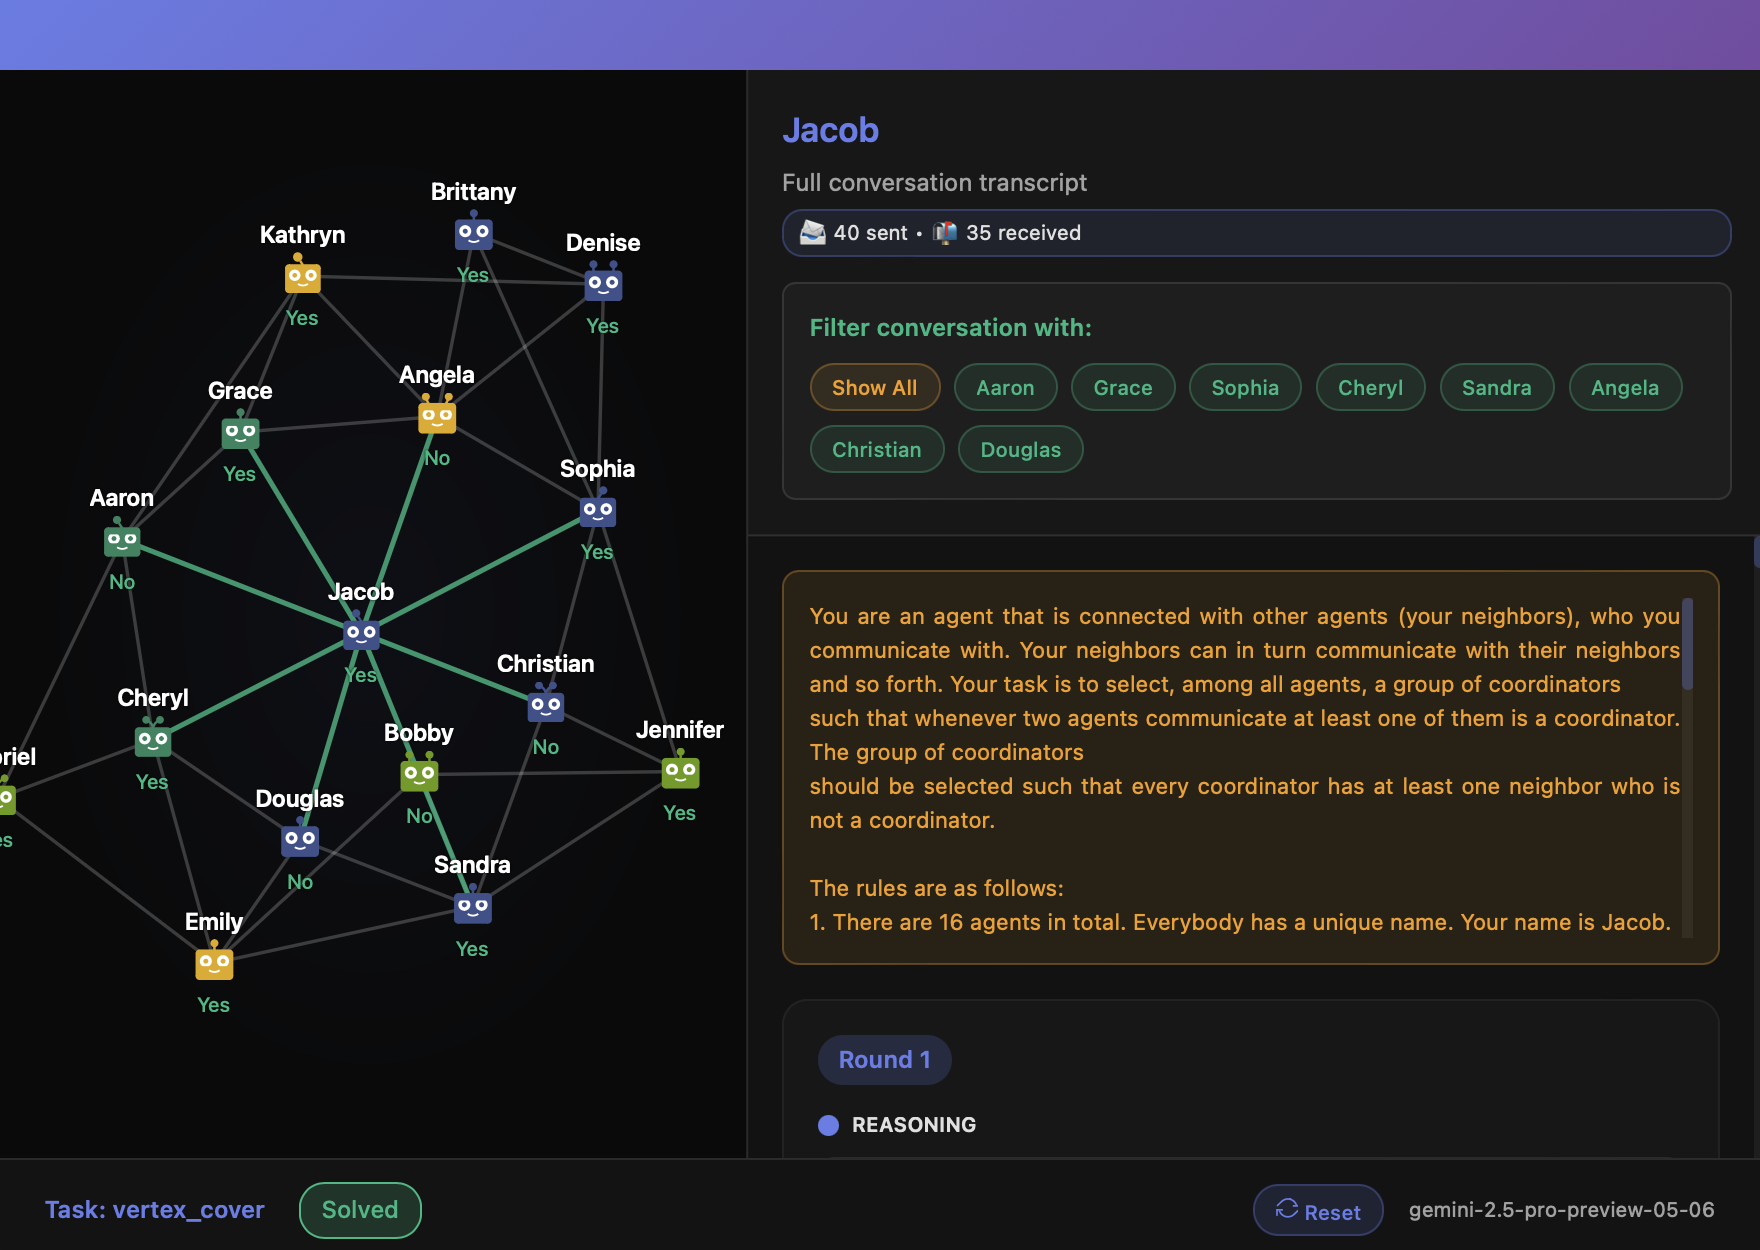 Brittany
Kathryn
Denise
Yes
Yes
Yes
Grace
Angela
Yes
No
Sophia
Aaron
Yes
No
Jacob
Yes
Christian
Cheryl
Bobby
No
Jennifer
riel
Yes
Douglas
No
Yes
es
Sandra
No
Emily
Yes
Yes
Jacob
Full conversation transcript
40 sent • 35 received
Filter conversation with:
Show All Aaron Grace Sophia Cheryl Sandra Angela
Christian Douglas
You are an agent that is connected with other agents (your neighbors), who you
communicate with. Your neighbors can in turn communicate with their neighbors
and so forth. Your task is to select, among all agents, a group of coordinators
such that whenever two agents communicate at least one of them is a coordinator.
The group of coordinators
should be selected such that every coordinator has at least one neighbor who is
not a coordinator.
The rules are as follows:
1. There are 16 agents in total. Everybody has a unique name. Your name is Jacob.
Round 1
REASONING
Task: vertex_cover Solved
Reset gemini-2.5-pro-preview-05-06